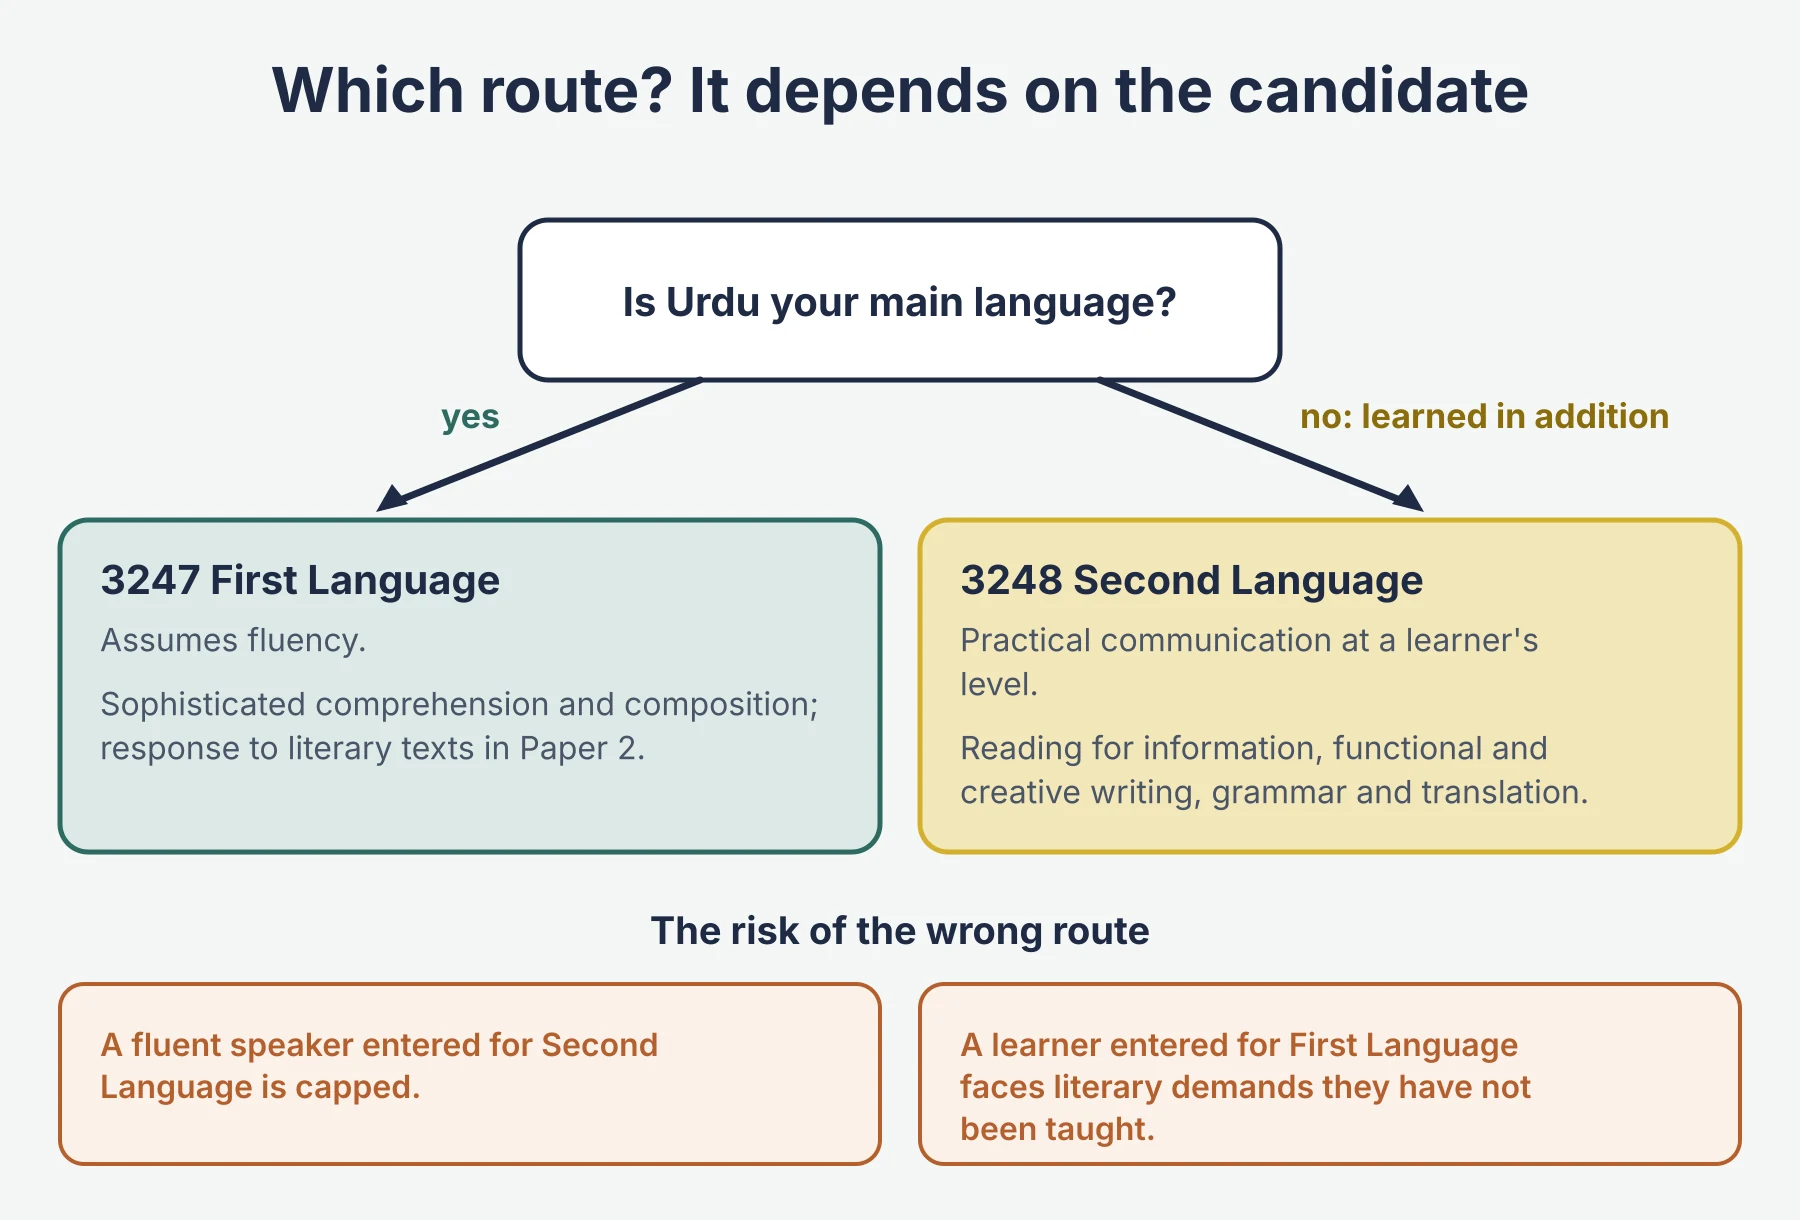 Which route? It depends on the candidate
Is Urdu your main language?
yes
no: learned in addition
3247 First Language
Assumes fluency.
Sophisticated comprehension and composition;
response to literary texts in Paper 2.
3248 Second Language
Practical communication at a learner's
level.
Reading for information, functional and
creative writing, grammar and translation.
The risk of the wrong route
A fluent speaker entered for Second
Language is capped.
A learner entered for First Language
faces literary demands they have not
been taught.